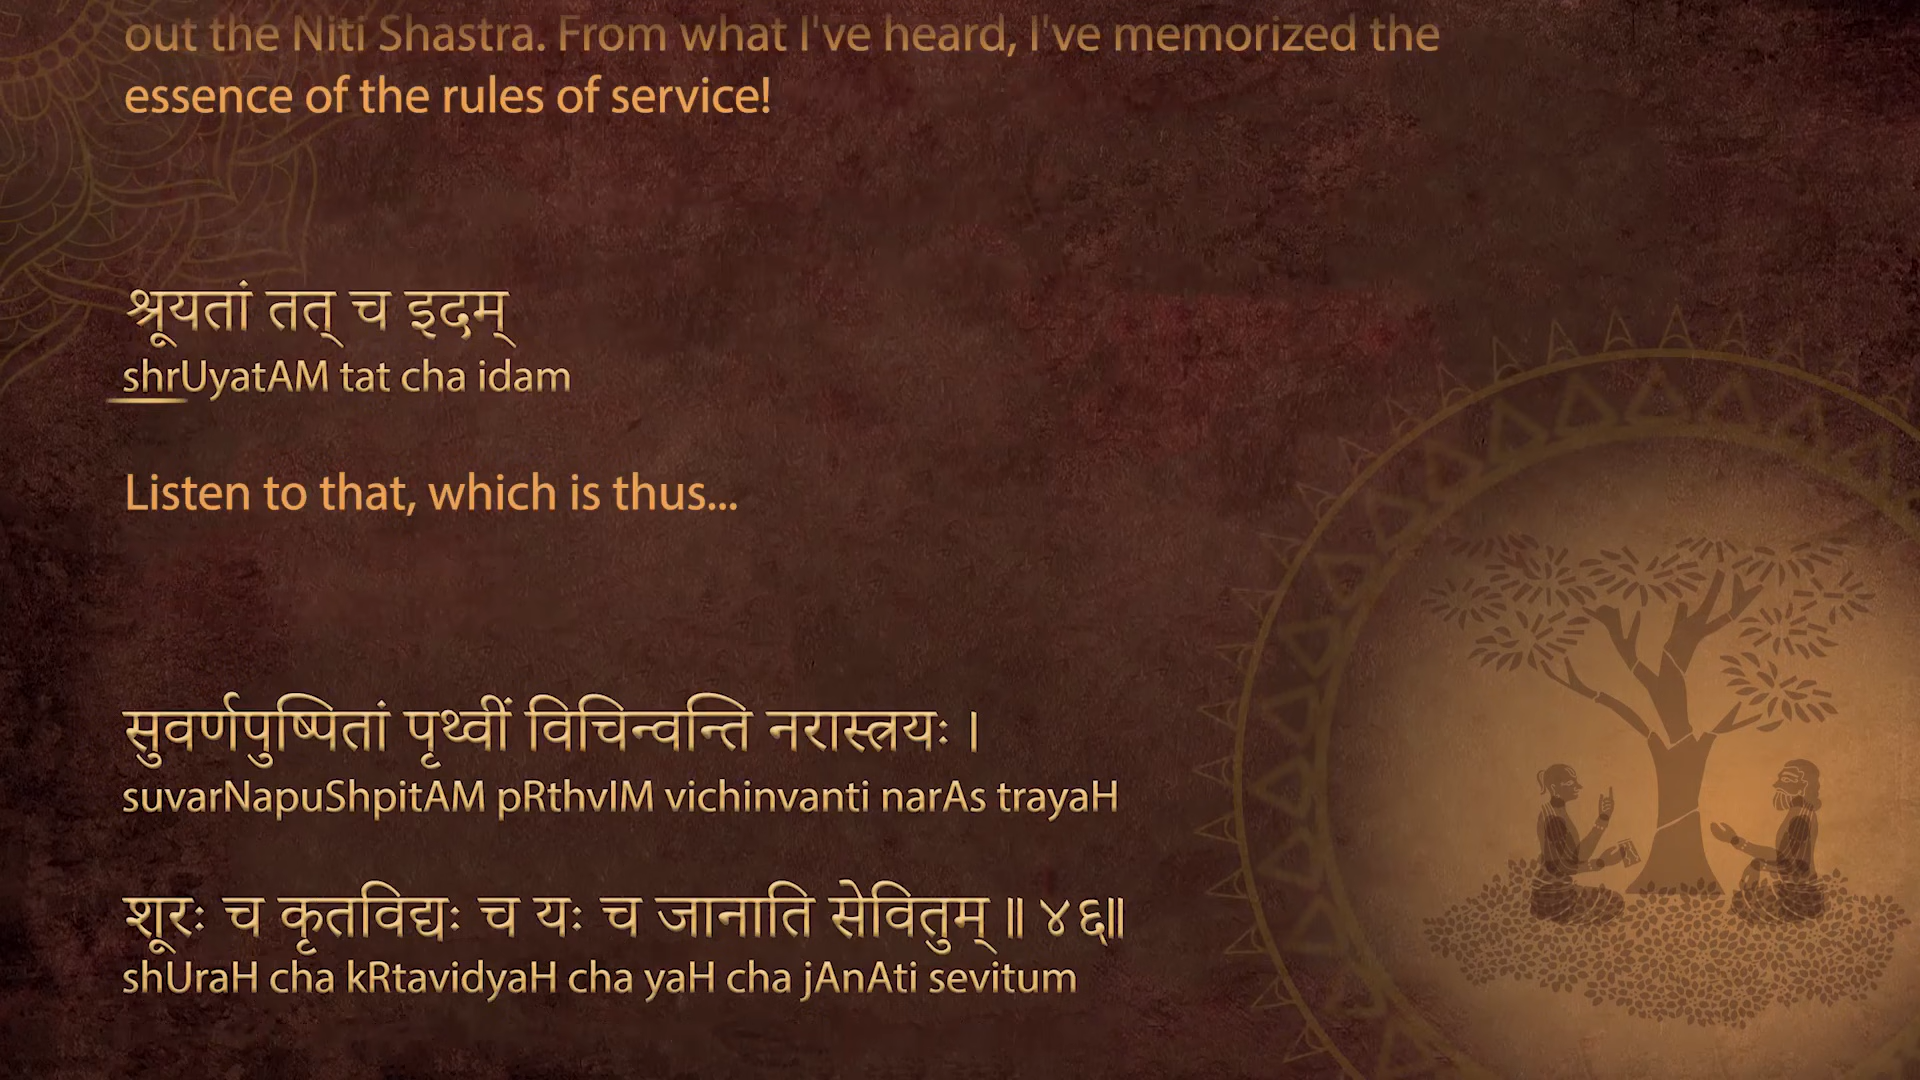 out the Niti Shastra. From what I've heard, I've memorized the
essence of the rules of service!
श्रूयतां तत् च इदम्
shrUyatAM tat cha idam
Listen to that, which is thus...
सुवर्णपुष्पितां पृथ्वीं विचिन्वन्ति नरास्त्रयः ।
suvarNapuShpitAM pRthvIM vichinvanti narAs trayaH
शूरः च कृतविद्यः च यः च जानाति सेवितुम् ॥ ४६॥
shUraH cha kRtavidyaH cha yaH cha jAnAti sevitum